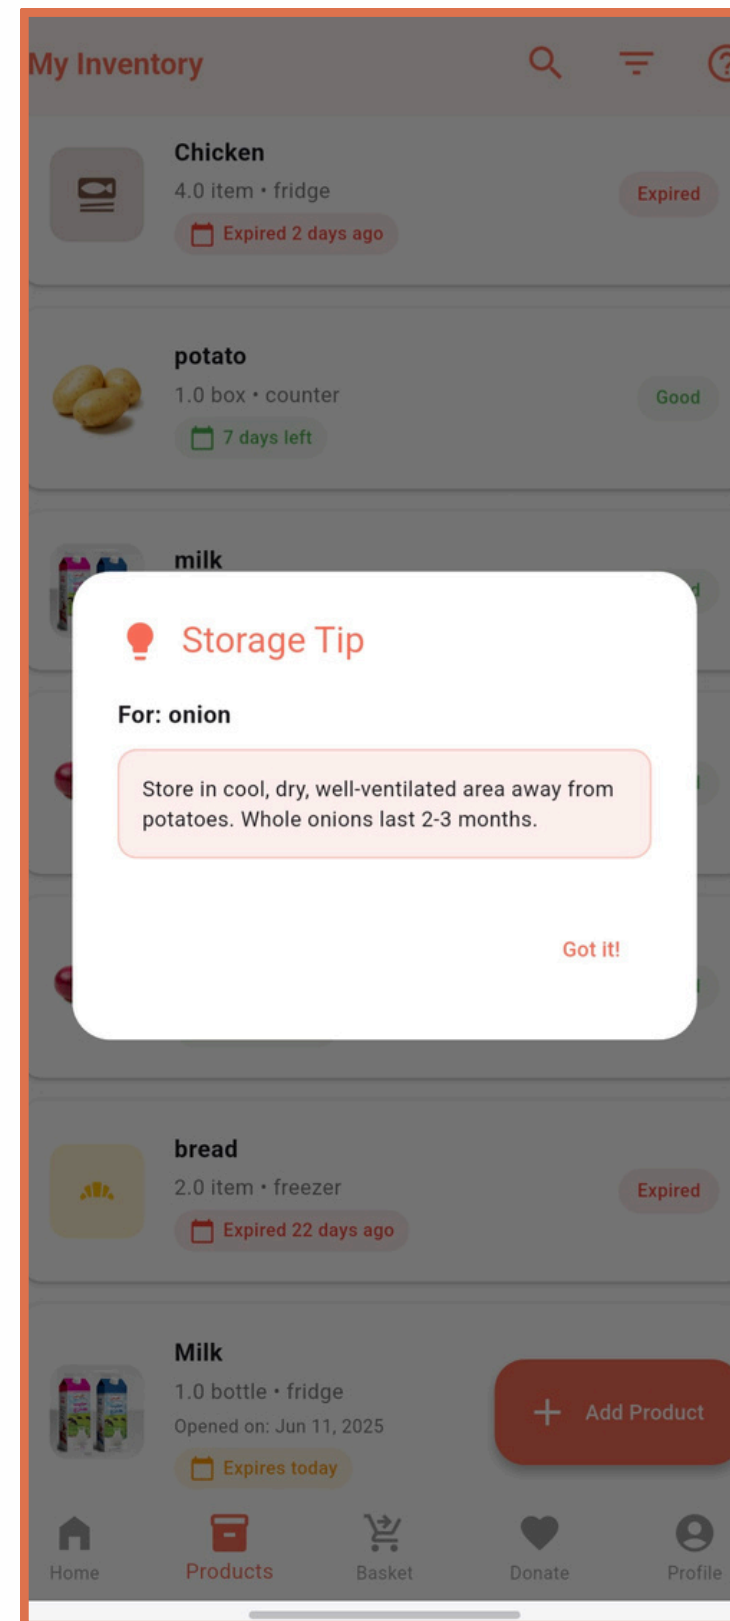 My Inventory
Chicken
4.0 item • fridge
Expired
Expired 2 days ago
potato
1.0 box • counter
Good
7 days left
milk
Storage Tip
For: onion
Store in cool, dry, well-ventilated area away from
potatoes. Whole onions last 2-3 months.
Got it!
bread
2.0 item • freezer
Expired
Expired 22 days ago
Milk
1.0 bottle • fridge
Opened on: Jun 11, 2025
Expires today
+ Add Product
Home
Products
Basket
Donate
Profile